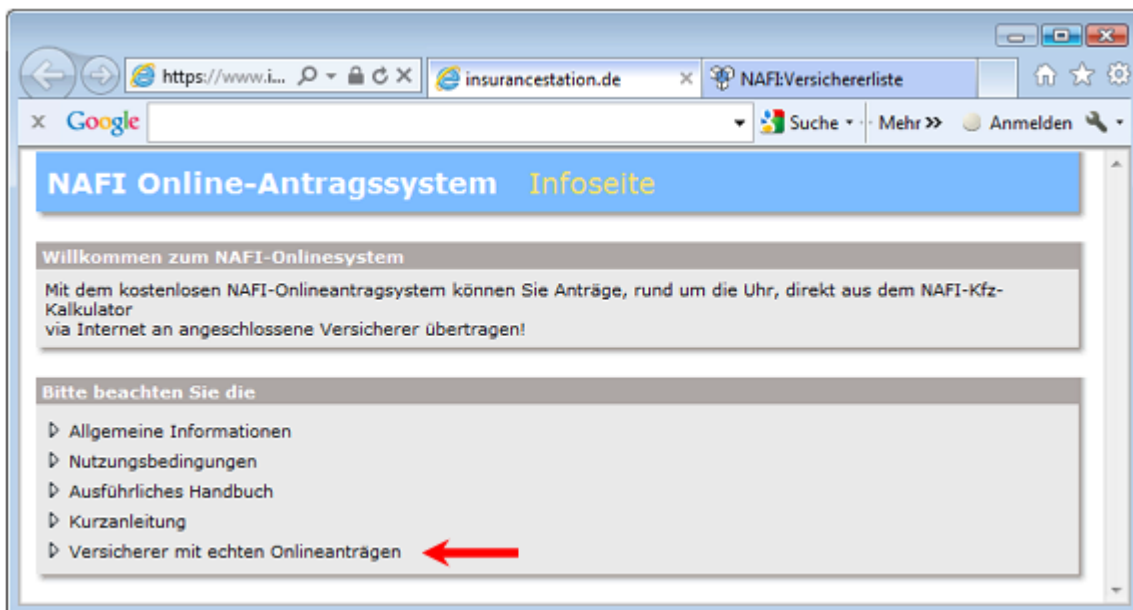 https://www.i...
insurancestation.de
NAFI:Versichererliste
Google
Suche
Mehr
Anmelden
NAFI Online-Antragssystem Infoseite
Willkommen zum NAFI-Onlinesystem
Mit dem kostenlosen NAFI-Onlineantragsystem können Sie Anträge, rund um die Uhr, direkt aus dem NAFI-Kfz-
Kalkulator
via Internet an angeschlossene Versicherer übertragen!
Bitte beachten Sie die
Allgemeine Informationen
Nutzungsbedingungen
Ausführliches Handbuch
Kurzanleitung
Versicherer mit echten Onlineanträgen